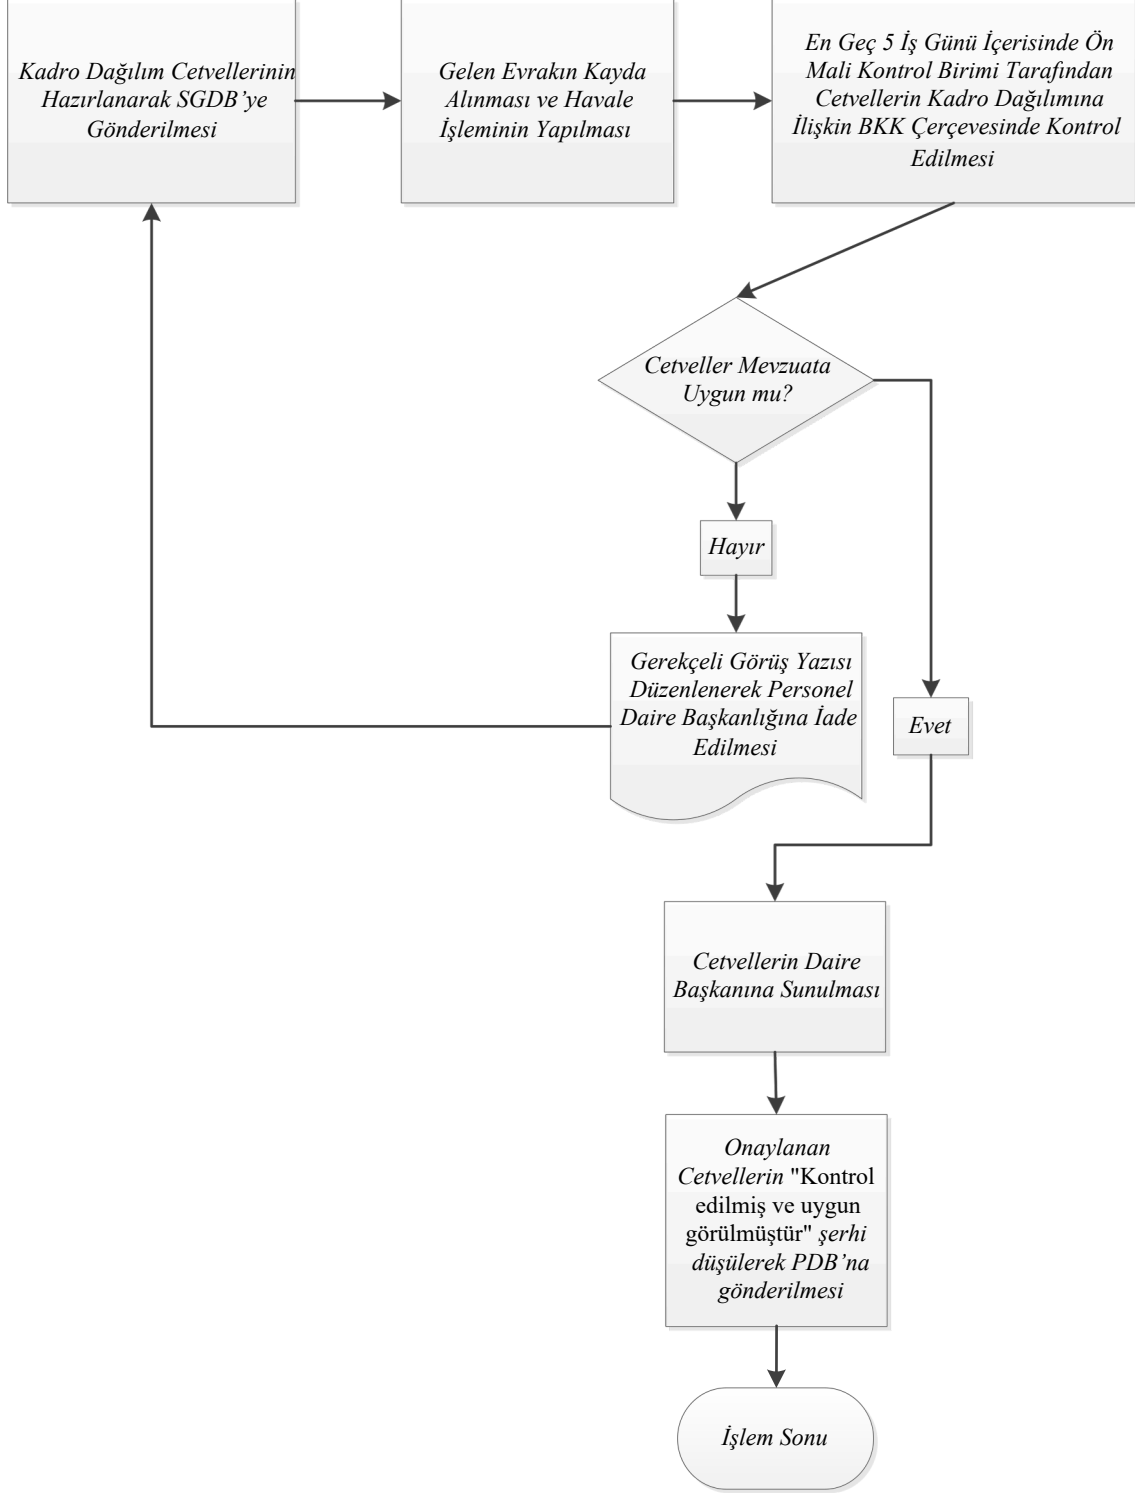 Kadro Dağılım Cetvellerinin
Hazırlanarak SGDB’ye
Gönderilmesi
Gelen Evrakın Kayda
Alınması ve Havale
İşleminin Yapılması
En Geç 5 İş Günü İçerisinde Ön
Mali Kontrol Birimi Tarafından
Cetvellerin Kadro Dağılımına
İlişkin BKK Çerçevesinde Kontrol
Edilmesi
Cetveller Mevzuata
Uygun mu?
Hayır
Gerekçeli Görüş Yazısı
Düzenlenerek Personel
Daire Başkanlığına İade
Edilmesi
Evet
Cetvellerin Daire
Başkanına Sunulması
Onaylanan
Cetvellerin "Kontrol
edilmiş ve uygun
görülmüştür" şerhi
düşülerek PDB’na
gönderilmesi
İşlem Sonu